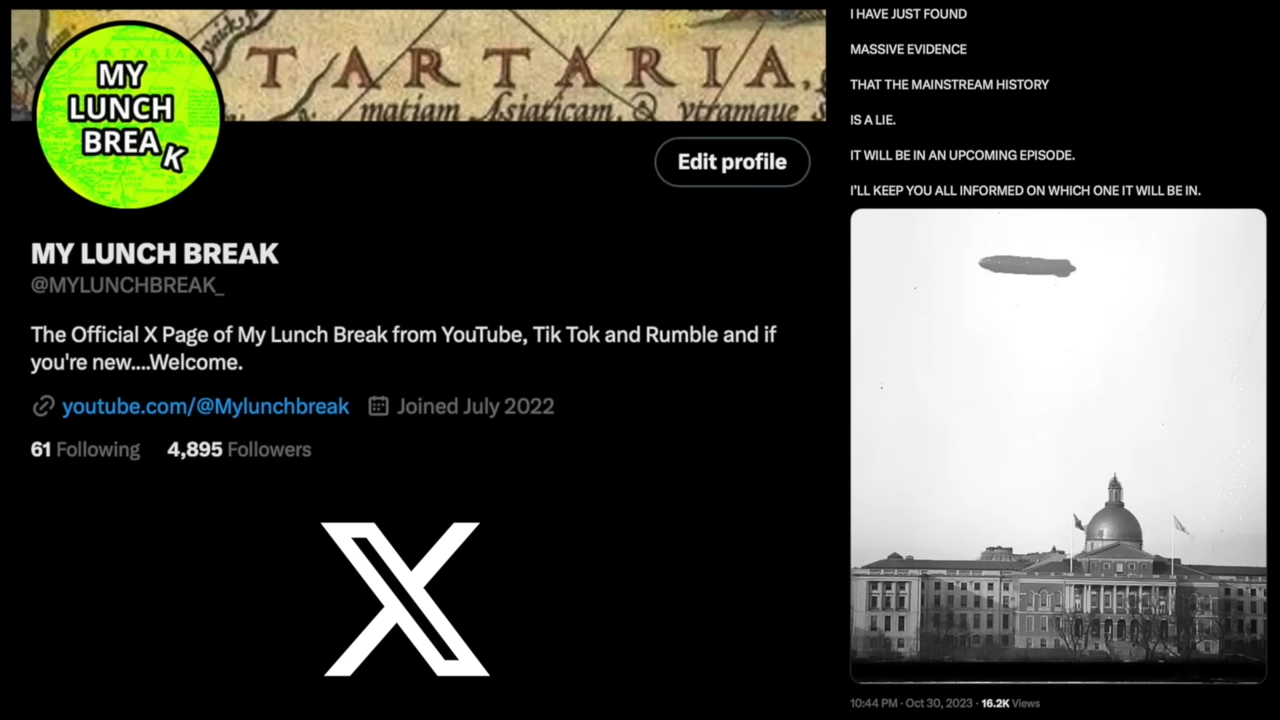 TARTARIA,
matiam Asiaticam & vtramque
MY
LUNCH
BREAK
Edit profile
MY LUNCH BREAK
@MYLUNCHBREAK_
The Official X Page of My Lunch Break from YouTube, Tik Tok and Rumble and if
you're new....Welcome.
youtube.com/@Mylunchbreak
Joined July 2022
61 Following 4,895 Followers
X
I HAVE JUST FOUND
MASSIVE EVIDENCE
THAT THE MAINSTREAM HISTORY
IS A LIE.
IT WILL BE IN AN UPCOMING EPISODE.
I'LL KEEP YOU ALL INFORMED ON WHICH ONE IT WILL BE IN.
10:44 PM · Oct 30, 2023 · 16.2K Views